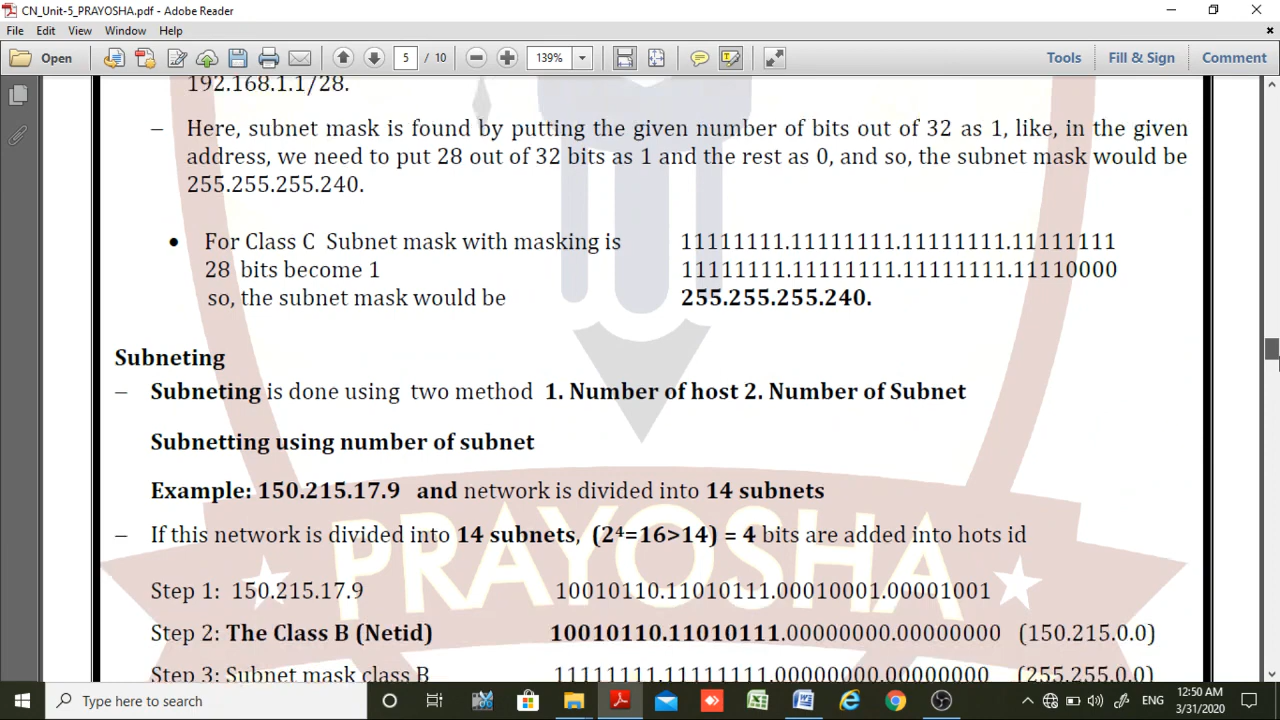 CN_Unit-5_PRAYOSHA.pdf - Adobe Reader
File Edit View Window Help
Open 5 / 10 139% Tools Fill & Sign Comment
192.168.1.1/28.
– Here, subnet mask is found by putting the given number of bits out of 32 as 1, like, in the given
address, we need to put 28 out of 32 bits as 1 and the rest as 0, and so, the subnet mask would be
255.255.255.240.
• For Class C Subnet mask with masking is 11111111.11111111.11111111.11111111
28 bits become 1 11111111.11111111.11111111.11110000
so, the subnet mask would be 255.255.255.240.
Subneting
– Subneting is done using two method 1. Number of host 2. Number of Subnet
Subnetting using number of subnet
Example: 150.215.17.9 and network is divided into 14 subnets
– If this network is divided into 14 subnets, (2⁴=16>14) = 4 bits are added into hots id
PRAYOSHA
Step 1: 150.215.17.9 10010110.11010111.00010001.00001001
Step 2: The Class B (Netid) 10010110.11010111.00000000.00000000 (150.215.0.0)
Step 3: Subnet mask class B 11111111.11111111.00000000.00000000 (255.255.0.0)
Type here to search ENG 12:50 AM
3/31/2020